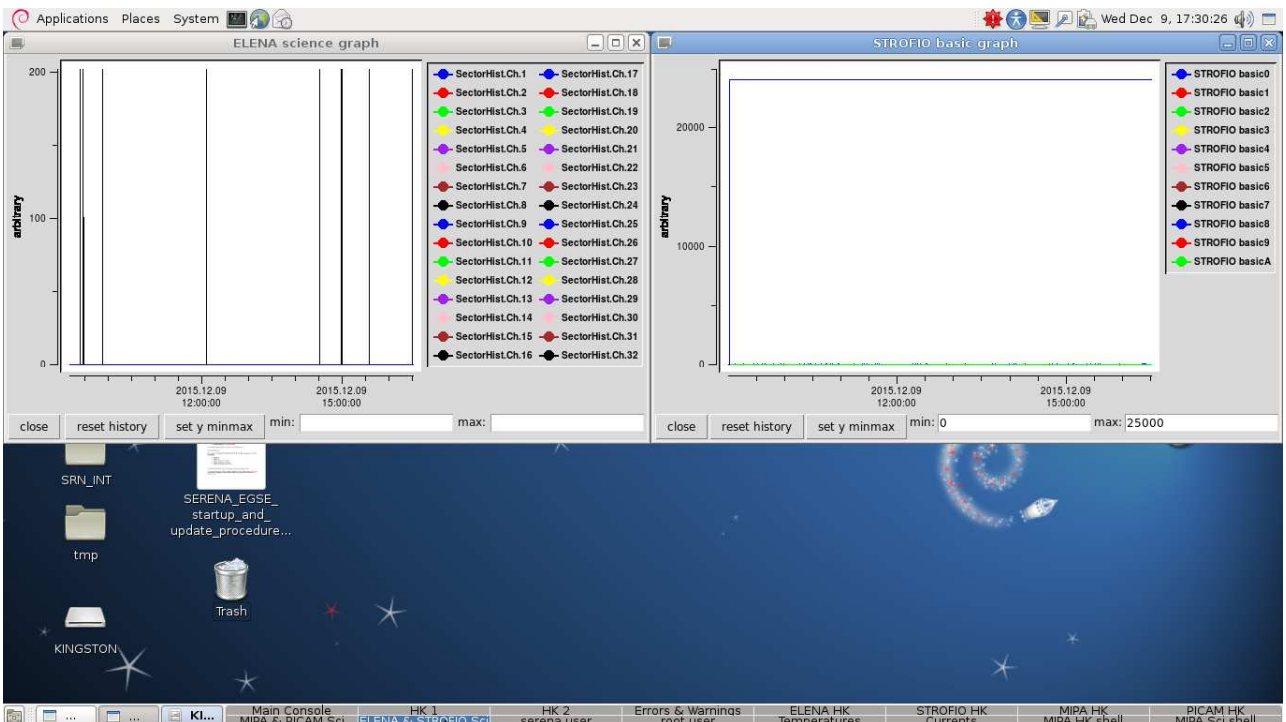 Applications Places System
Wed Dec 9, 17:30:26
ELENA science graph
200
100
0
arbitrary
2015.12.09
12:00:00
2015.12.09
15:00:00
SectorHist.Ch.1 SectorHist.Ch.17
SectorHist.Ch.2 SectorHist.Ch.18
SectorHist.Ch.3 SectorHist.Ch.19
SectorHist.Ch.4 SectorHist.Ch.20
SectorHist.Ch.5 SectorHist.Ch.21
SectorHist.Ch.6 SectorHist.Ch.22
SectorHist.Ch.7 SectorHist.Ch.23
SectorHist.Ch.8 SectorHist.Ch.24
SectorHist.Ch.9 SectorHist.Ch.25
SectorHist.Ch.10 SectorHist.Ch.26
SectorHist.Ch.11 SectorHist.Ch.27
SectorHist.Ch.12 SectorHist.Ch.28
SectorHist.Ch.13 SectorHist.Ch.29
SectorHist.Ch.14 SectorHist.Ch.30
SectorHist.Ch.15 SectorHist.Ch.31
SectorHist.Ch.16 SectorHist.Ch.32
close reset history set y minmax min: max:
STROFIO basic graph
20000
10000
0
arbitrary
2015.12.09
12:00:00
2015.12.09
15:00:00
STROFIO basic0
STROFIO basic1
STROFIO basic2
STROFIO basic3
STROFIO basic4
STROFIO basic5
STROFIO basic6
STROFIO basic7
STROFIO basic8
STROFIO basic9
STROFIO basicA
close reset history set y minmax min: 0 max: 25000
SRN_INT
SERENA_EGSE_
startup_and_
update_procedure...
tmp
Trash
KINGSTON
... ... KI...
Main Console HK 1 HK 2 Errors & Warnings ELENA HK STROFIO HK MIPA HK PICAM HK
MIPA & PICAM Sci ELENA & STROFIO Sci serena user root user Temperatures Currents MIPA HK shell MIPA Sci shell